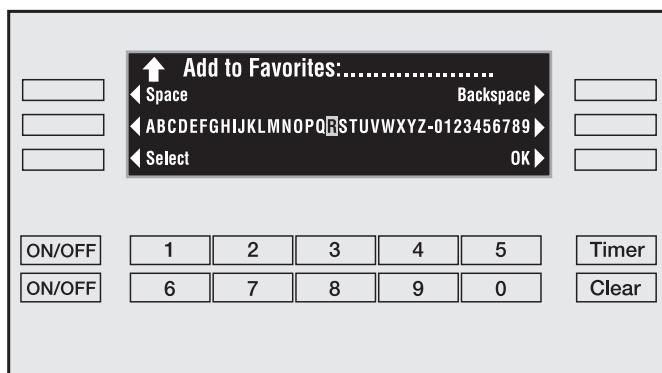 Add to Favorites:.....................
Space Backspace
ABCDEFGHIJKLMNOPQRSTUVWXYZ-0123456789
Select OK
ON/OFF 1 2 3 4 5 Timer
ON/OFF 6 7 8 9 0 Clear